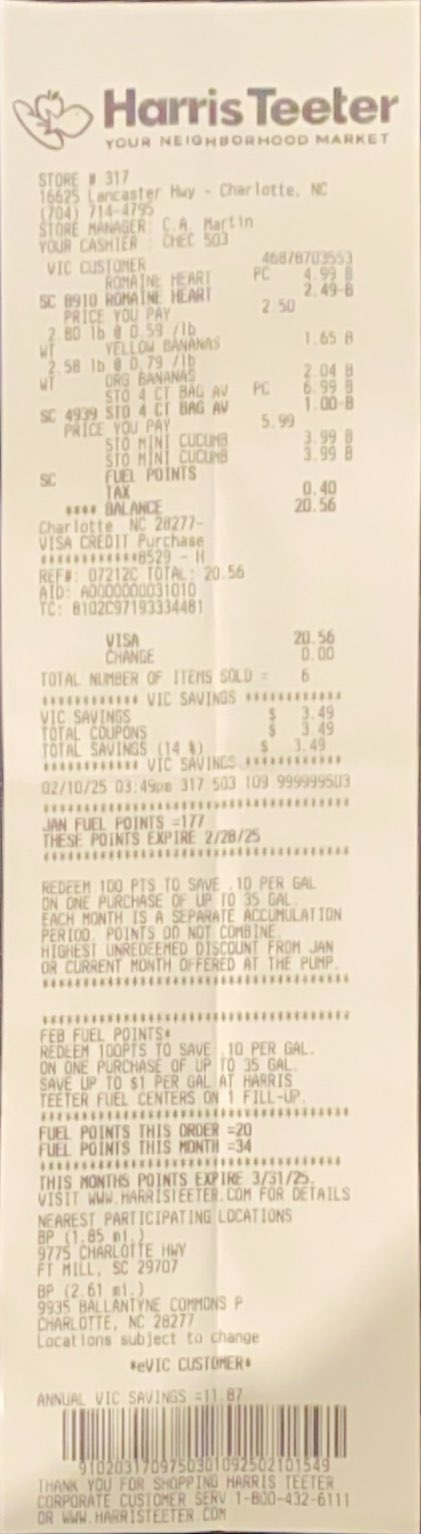 Harris Teeter
YOUR NEIGHBORHOOD MARKET
STORE # 317
16625 Lancaster Hwy - Charlotte, NC
(704) 714-4795
STORE MANAGER: C.A. Martin
YOUR CASHIER : CHEC 503
VIC CUSTOMER 46878703553
ROMAINE HEART PC 4.99 B
SC 8910 ROMAINE HEART 2.49-B
PRICE YOU PAY 2.50
2.80 lb @ 0.59 /lb
WT YELLOW BANANAS 1.65 B
2.58 lb @ 0.79 /lb
WT ORG BANANAS 2.04 B
STO 4 CT BAG AV PC 6.99 B
SC 4939 STO 4 CT BAG AV 1.00-B
PRICE YOU PAY 5.99
STO MINI CUCUMB 3.99 B
STO MINI CUCUMB 3.99 B
SC FUEL POINTS
TAX 0.40
**** BALANCE 20.56
Charlotte NC 28277-
VISA CREDIT Purchase
************8529 - H
REF#: 07212C TOTAL: 20.56
AID: A0000000031010
TC: 8102C97193334481
VISA 20.56
CHANGE 0.00
TOTAL NUMBER OF ITEMS SOLD = 6
************ VIC SAVINGS ************
VIC SAVINGS $ 3.49
TOTAL COUPONS $ 3.49
TOTAL SAVINGS (14 %) $ 3.49
************ VIC SAVINGS ************
02/10/25 03:49pm 317 503 109 999999503
****************************************
JAN FUEL POINTS =177
THESE POINTS EXPIRE 2/28/25
****************************************
REDEEM 100 PTS TO SAVE .10 PER GAL
ON ONE PURCHASE OF UP TO 35 GAL.
EACH MONTH IS A SEPARATE ACCUMULATION
PERIOD. POINTS DO NOT COMBINE.
HIGHEST UNREDEEMED DISCOUNT FROM JAN
OR CURRENT MONTH OFFERED AT THE PUMP.
****************************************
****************************************
FEB FUEL POINTS*
REDEEM 100PTS TO SAVE .10 PER GAL.
ON ONE PURCHASE OF UP TO 35 GAL.
SAVE UP TO $1 PER GAL AT HARRIS
TEETER FUEL CENTERS ON 1 FILL-UP.
****************************************
FUEL POINTS THIS ORDER =20
FUEL POINTS THIS MONTH =34
****************************************
THIS MONTHS POINTS EXPIRE 3/31/25.
VISIT WWW.HARRISTEETER.COM FOR DETAILS
NEAREST PARTICIPATING LOCATIONS
BP (1.85 mi.)
9775 CHARLOTTE HWY
FT MILL, SC 29707
BP (2.61 mi.)
9935 BALLANTYNE COMMONS P
CHARLOTTE, NC 28277
Locations subject to change
*eVIC CUSTOMER*
ANNUAL VIC SAVINGS =11.87
9102031709750301092502101549
THANK YOU FOR SHOPPING HARRIS TEETER
CORPORATE CUSTOMER SERV 1-800-432-6111
OR WWW.HARRISTEETER.COM